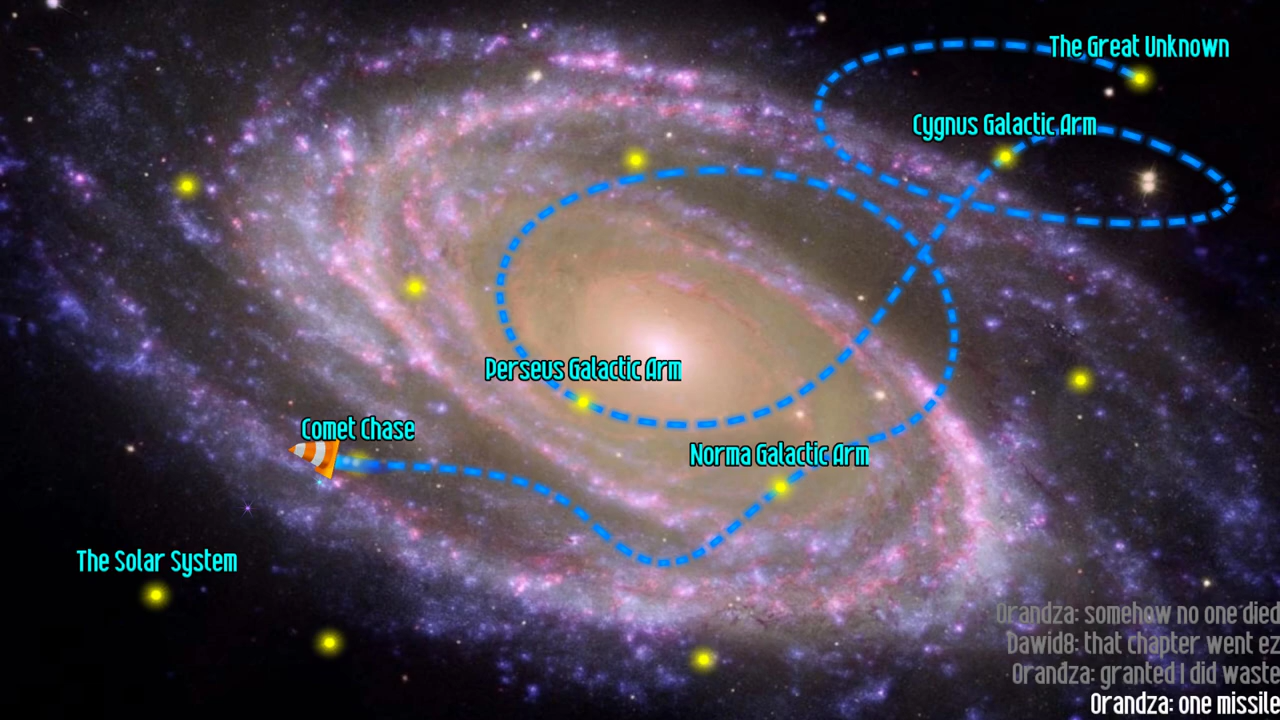 The Great Unknown
Cygnus Galactic Arm
Perseus Galactic Arm
Comet Chase
Norma Galactic Arm
The Solar System
Orandza: somehow no one died
Dawid8: that chapter went ez
Orandza: granted I did waste
Orandza: one missile